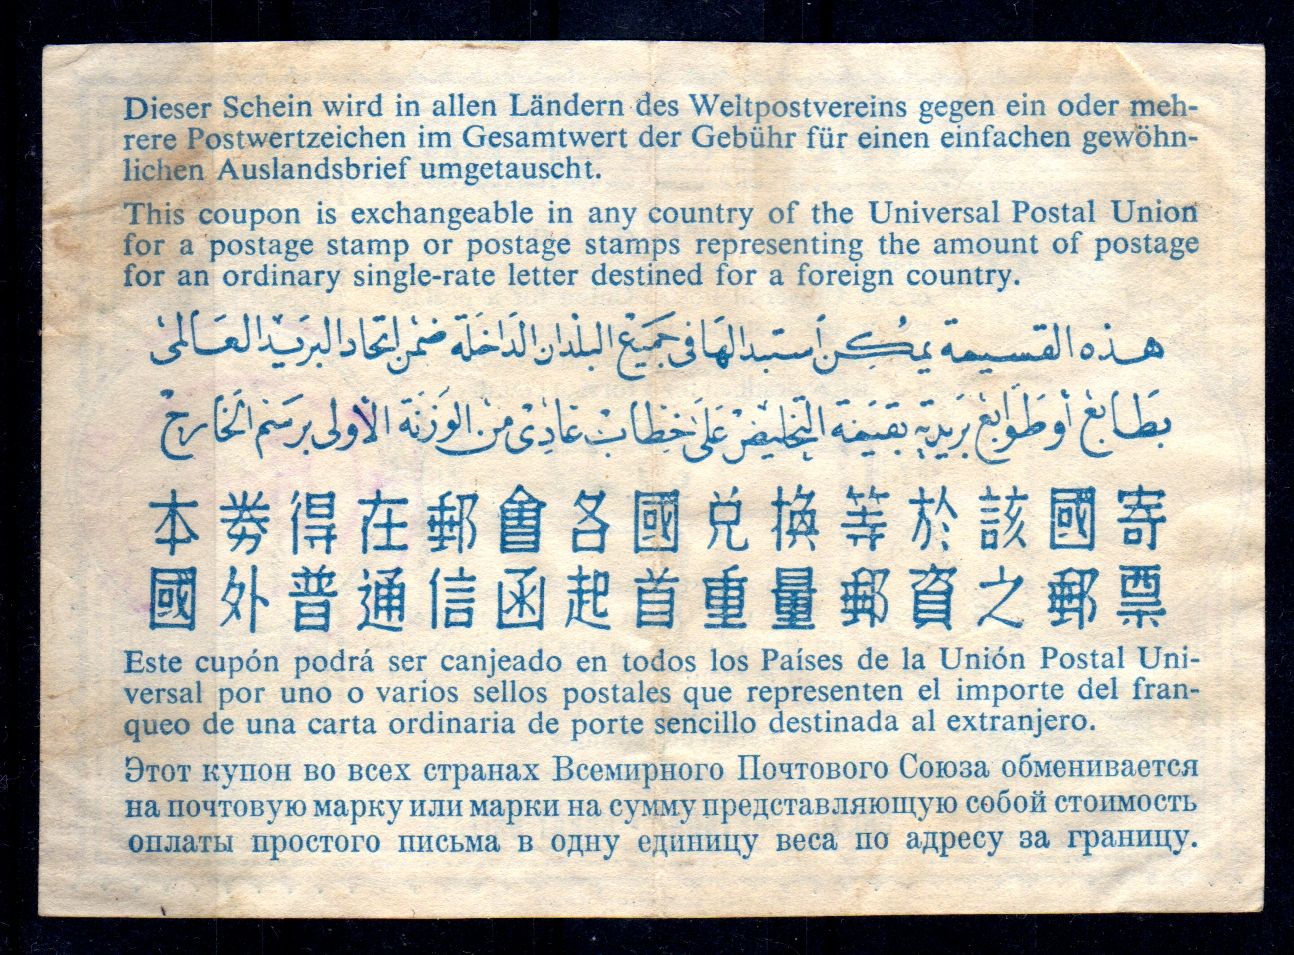 Dieser Schein wird in allen Ländern des Weltpostvereins gegen ein oder meh-
rere Postwertzeichen im Gesamtwert der Gebühr für einen einfachen gewöhn-
lichen Auslandsbrief umgetauscht.
This coupon is exchangeable in any country of the Universal Postal Union
for a postage stamp or postage stamps representing the amount of postage
for an ordinary single-rate letter destined for a foreign country.
هذه القسيمة يمكن استبدالها في جميع البلدان الداخلة ضمن اتحاد البريد العالمى
بطابع أو طوابع بريدية بقيمة التخليص على خطاب عادى من الوزنة الأولى برسم الخارج
本券得在郵會各國兌換等於該國寄
國外普通信函起首重量郵資之郵票
Este cupón podrá ser canjeado en todos los Países de la Unión Postal Uni-
versal por uno o varios sellos postales que representen el importe del fran-
queo de una carta ordinaria de porte sencillo destinada al extranjero.
Этот купон во всех странах Всемирного Почтового Союза обменивается
на почтовую марку или марки на сумму представляющую собой стоимость
оплаты простого письма в одну единицу веса по адресу за границу.